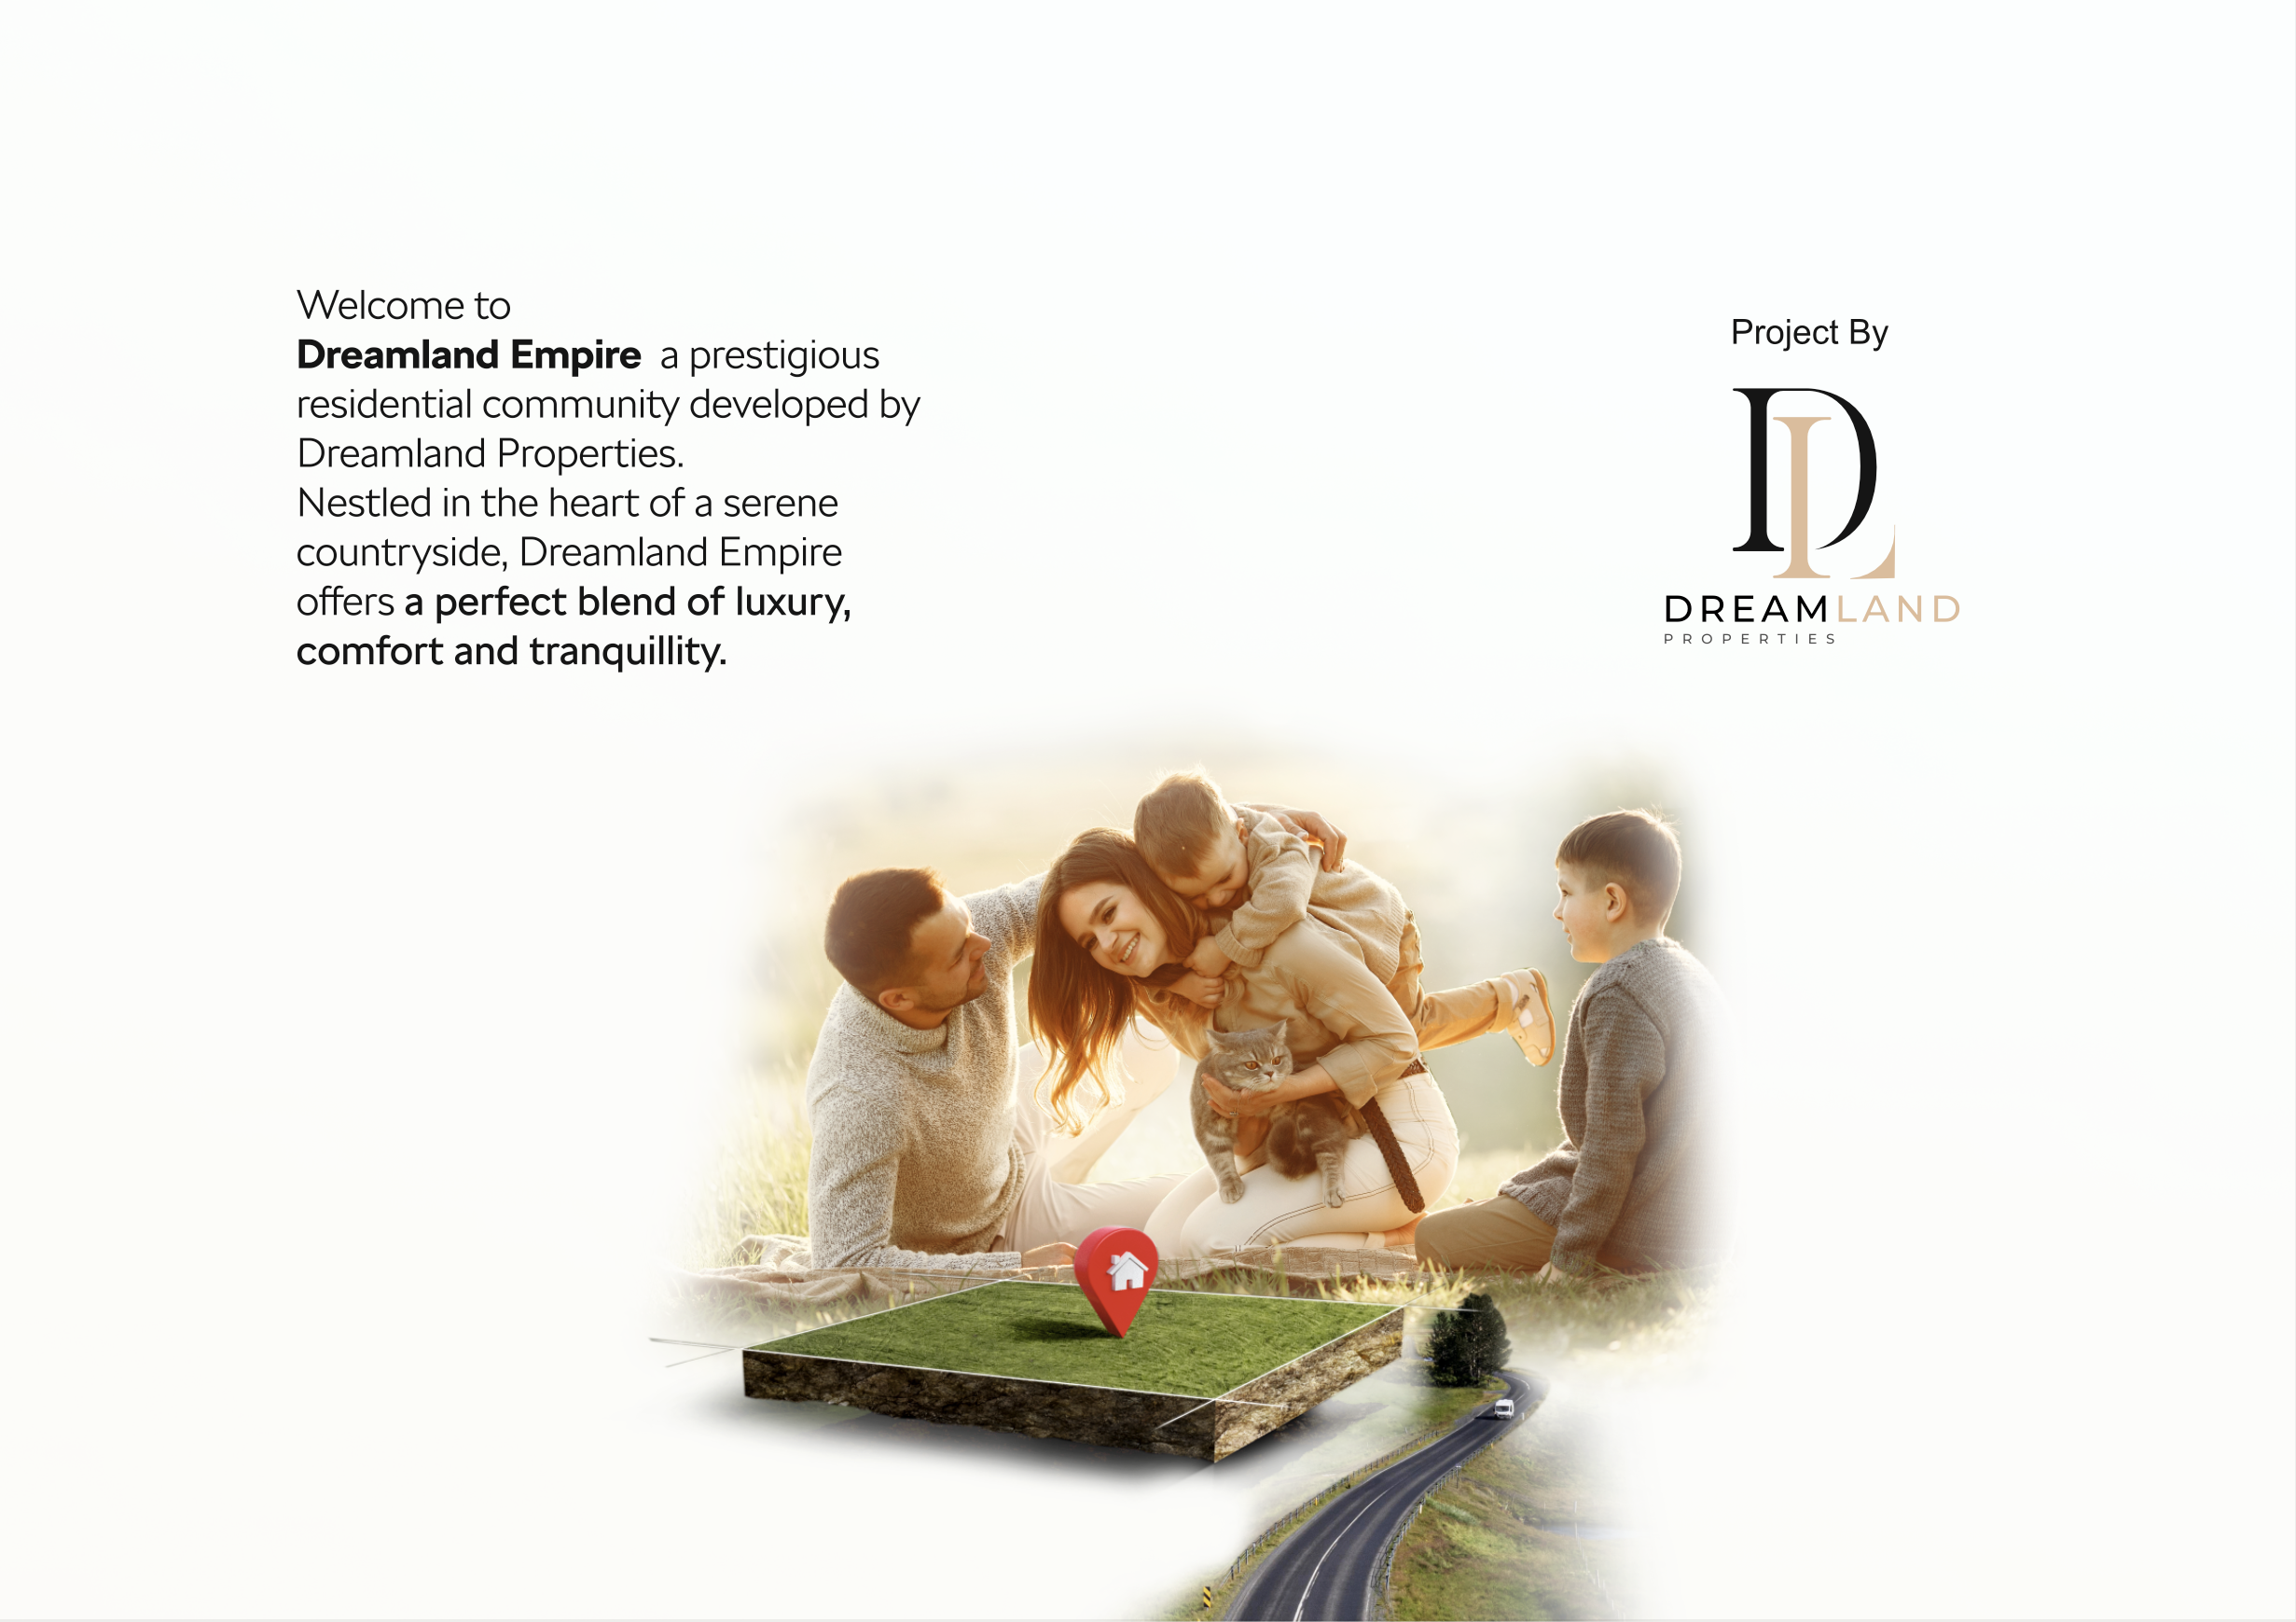 Welcome to
Dreamland Empire a prestigious
residential community developed by
Dreamland Properties.
Nestled in the heart of a serene
countryside, Dreamland Empire
offers a perfect blend of luxury,
comfort and tranquillity.
Project By
DL
DREAMLAND
PROPERTIES